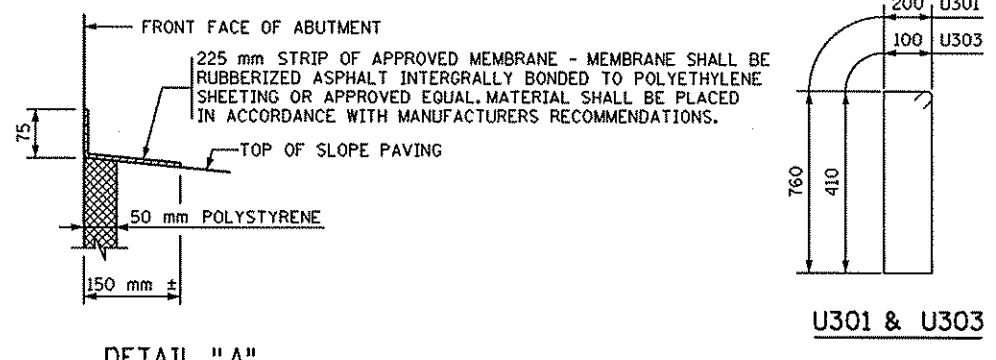 FRONT FACE OF ABUTMENT
225 mm STRIP OF APPROVED MEMBRANE - MEMBRANE SHALL BE
RUBBERIZED ASPHALT INTERGRALLY BONDED TO POLYETHYLENE
SHEETING OR APPROVED EQUAL. MATERIAL SHALL BE PLACED
IN ACCORDANCE WITH MANUFACTURERS RECOMMENDATIONS.
75
TOP OF SLOPE PAVING
50 mm POLYSTYRENE
150 mm ±
DETAIL "A"
200 U301
100 U303
760
410
U301 & U303